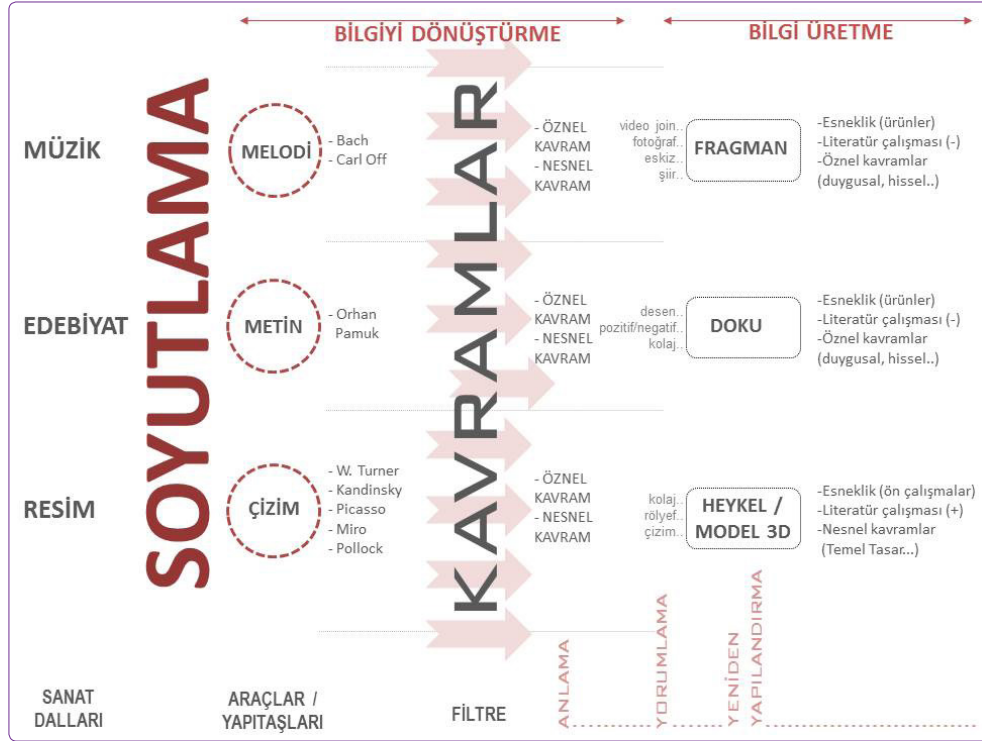 BİLGİYİ DÖNÜŞTÜRME
BİLGİ ÜRETME
SOYUTLAMA
KAVRAMLAR
MÜZİK
MELODİ
- Bach
- Carl Off
- ÖZNEL
KAVRAM
- NESNEL
KAVRAM
video join..
fotoğraf..
eskiz..
şiir..
FRAGMAN
-Esneklik (ürünler)
-Literatür çalışması (-)
-Öznel kavramlar
(duygusal, hissel..)
EDEBİYAT
METİN
- Orhan
Pamuk
- ÖZNEL
KAVRAM
- NESNEL
KAVRAM
desen..
pozitif/negatif..
kolaj..
DOKU
-Esneklik (ürünler)
-Literatür çalışması (-)
-Öznel kavramlar
(duygusal, hissel..)
RESİM
ÇİZİM
- W. Turner
- Kandinsky
- Picasso
- Miro
- Pollock
- ÖZNEL
KAVRAM
- NESNEL
KAVRAM
kolaj..
rölyef..
çizim..
HEYKEL /
MODEL 3D
-Esneklik (ön çalışmalar)
-Literatür çalışması (+)
-Nesnel kavramlar
(Temel Tasar...)
ANLAMA
YORUMLAMA
YENİDEN
YAPILANDIRMA
SANAT
DALLARI
ARAÇLAR /
YAPITAŞLARI
FİLTRE